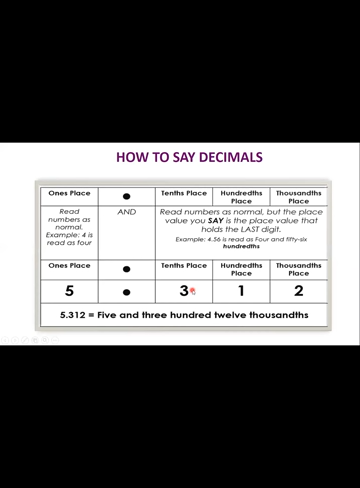 HOW TO SAY DECIMALS
Ones Place ● Tenths Place Hundredths Place Thousandths Place
Read numbers as normal. Example: 4 is read as four
AND
Read numbers as normal, but the place value you SAY is the place value that holds the LAST digit.
Example: 4.56 is read as Four and fifty-six hundredths
Ones Place ● Tenths Place Hundredths Place Thousandths Place
5 ● 3 1 2
5.312 = Five and three hundred twelve thousandths